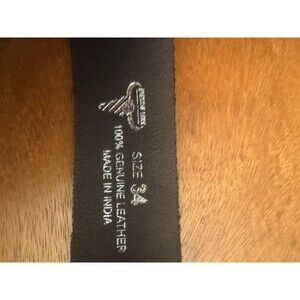 SIZE 34
100% GENUINE LEATHER
MADE IN INDIA